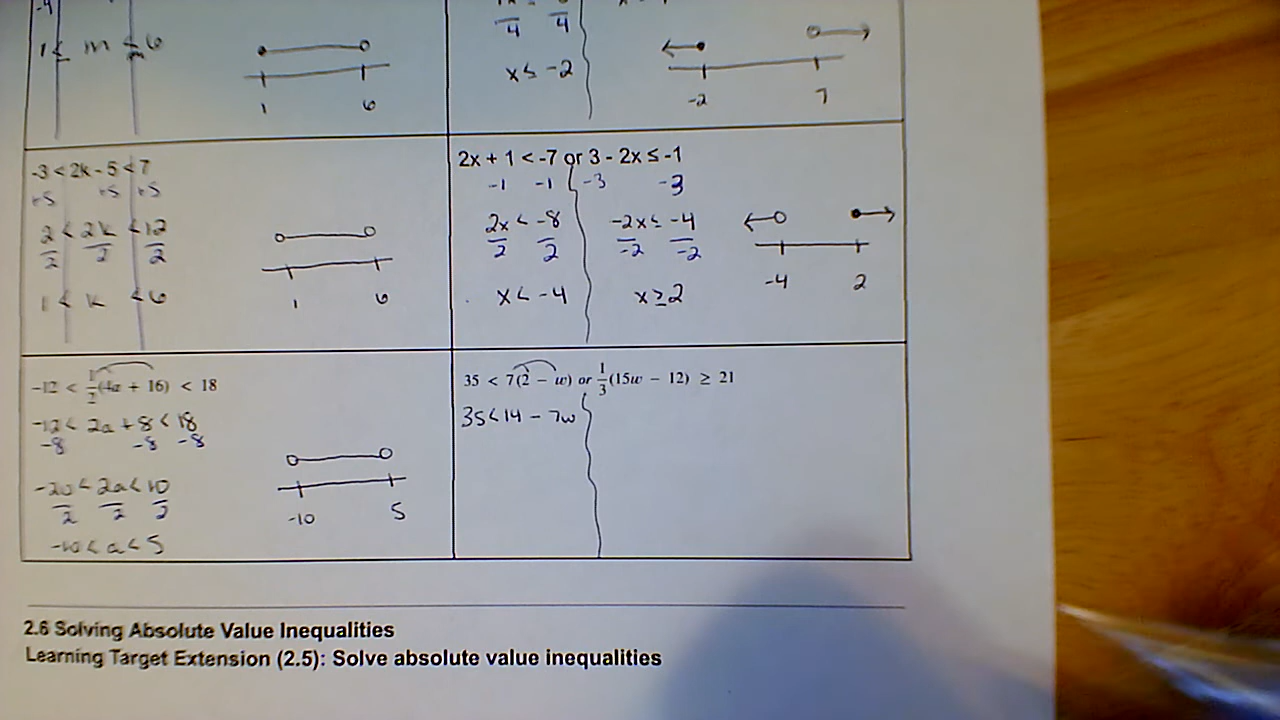 -4
1 ≤ m < 6
1 6
4 4
x ≤ -2
-2 7
-3 < 2k - 5 < 7
+5 +5 +5
2 < 2k < 12
2 2 2
1 < k < 6
1 6
2x + 1 < -7 or 3 - 2x ≤ -1
-1 -1 -3 -3
2x < -8 -2x ≤ -4
2 2 -2 -2
x < -4 x ≥ 2
-4 2
-12 < 1/2(4a + 16) < 18
-12 < 2a + 8 < 18
-8 -8 -8
-20 < 2a < 10
2 2 2
-10 < a < 5
-10 5
35 < 7(2 - w) or 1/3(15w - 12) ≥ 21
35 < 14 - 7w
2.6 Solving Absolute Value Inequalities
Learning Target Extension (2.5): Solve absolute value inequalities